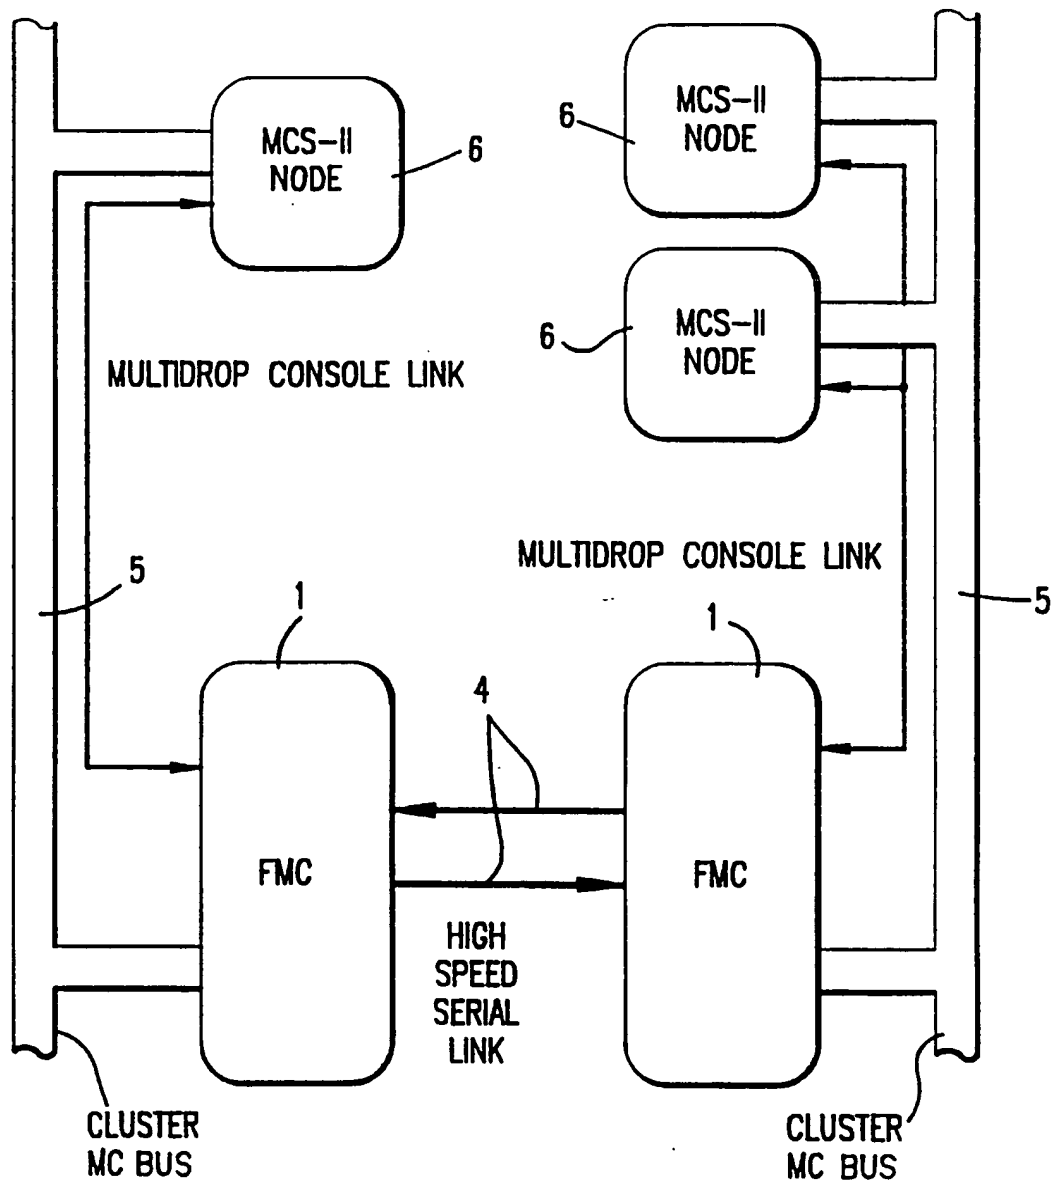 MCS-II
NODE
6
6
MCS-II
NODE
6
MCS-II
NODE
MULTIDROP CONSOLE LINK
MULTIDROP CONSOLE LINK
5
5
1
1
4
FMC
FMC
HIGH
SPEED
SERIAL
LINK
CLUSTER
MC BUS
CLUSTER
MC BUS